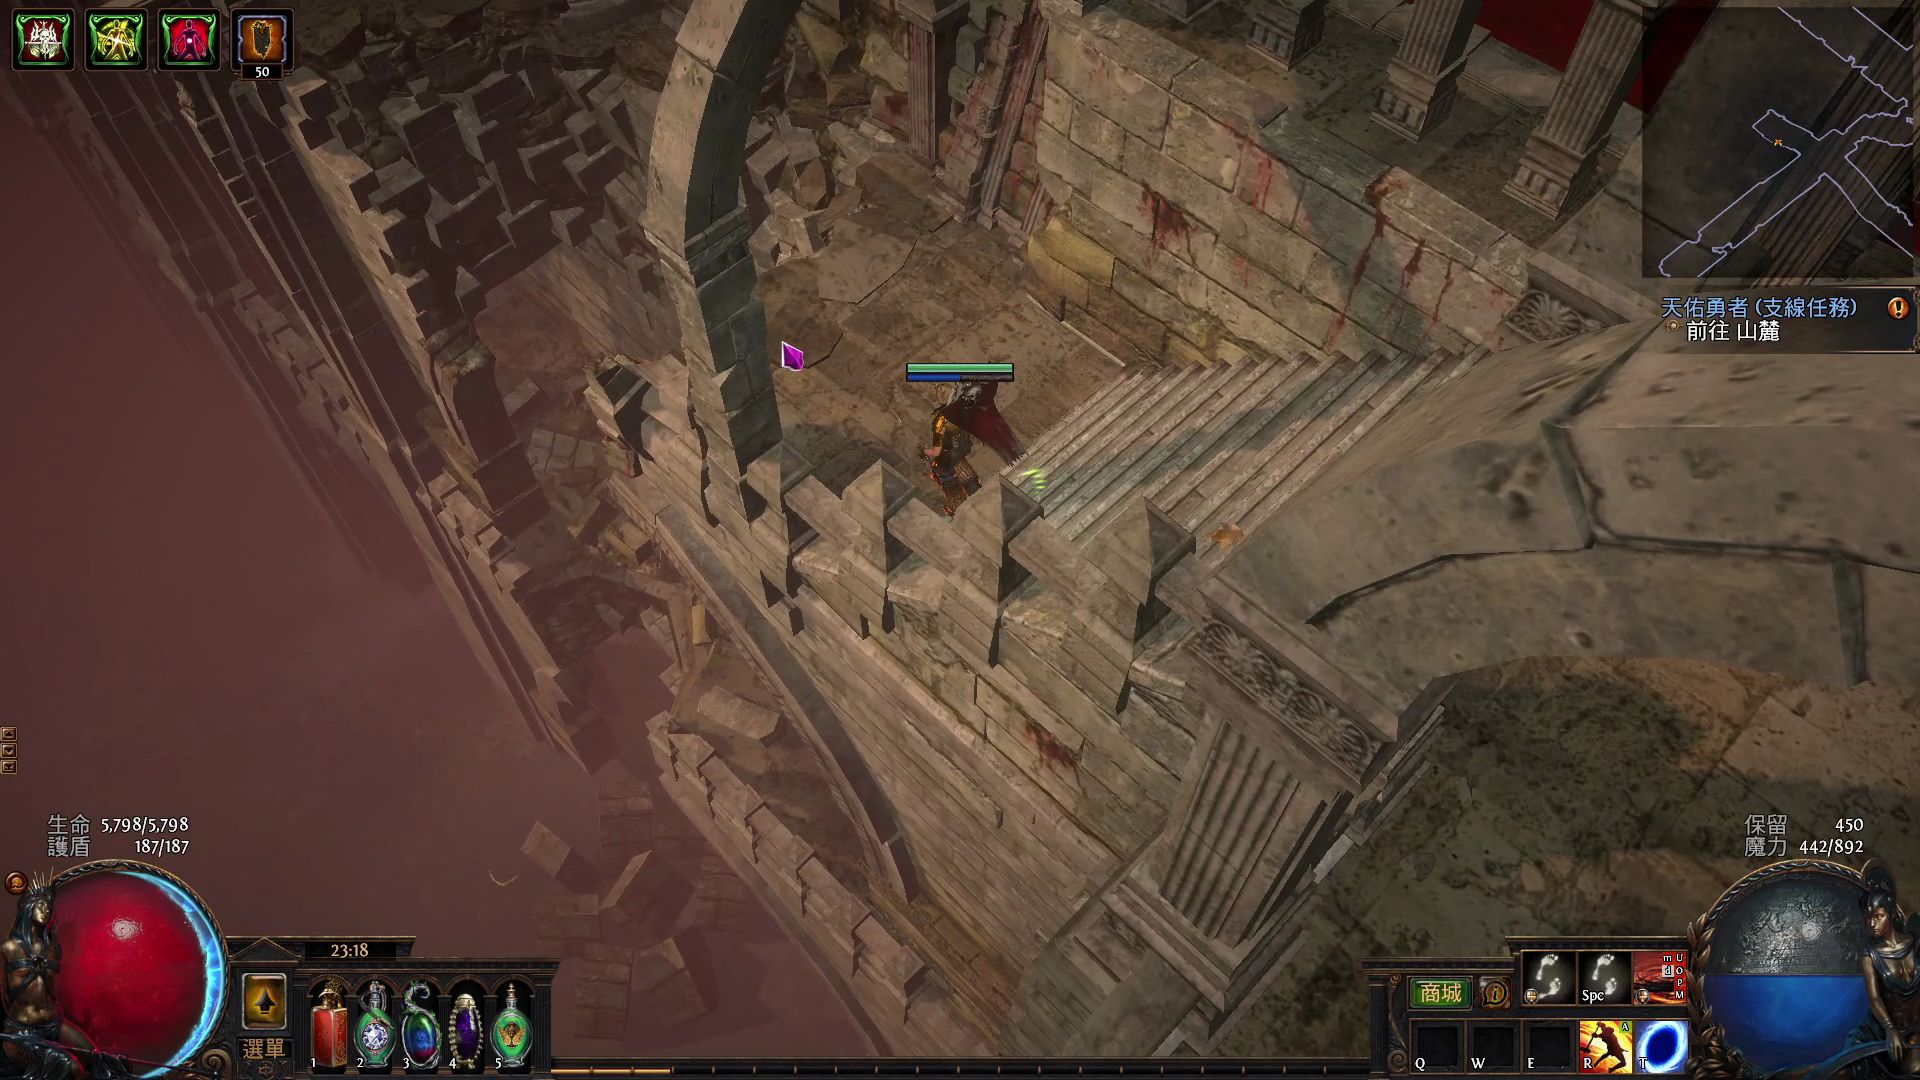 50
天佑勇者 (支線任務)
前往 山麓
生命 5,798/5,798
護盾 187/187
保留 450
魔力 442/892
23:18
商城
Spc
m U
d O
P
M
選單
1
2
3
4
5
Q
W
E
R
A
T